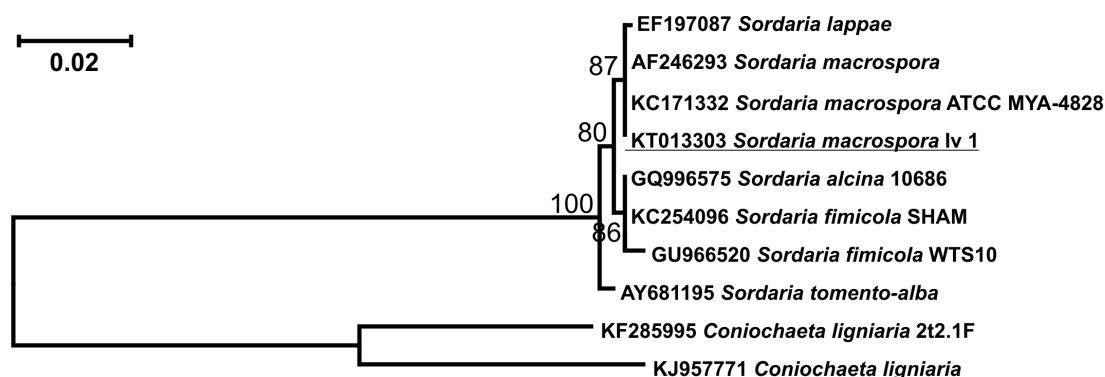 EF197087 Sordaria lappae
0.02
87
AF246293 Sordaria macrospora
KC171332 Sordaria macrospora ATCC MYA-4828
80
KT013303 Sordaria macrospora lv 1
GQ996575 Sordaria alcina 10686
100
KC254096 Sordaria fimicola SHAM
86
GU966520 Sordaria fimicola WTS10
AY681195 Sordaria tomento-alba
KF285995 Coniochaeta ligniaria 2t2.1F
KJ957771 Coniochaeta ligniaria